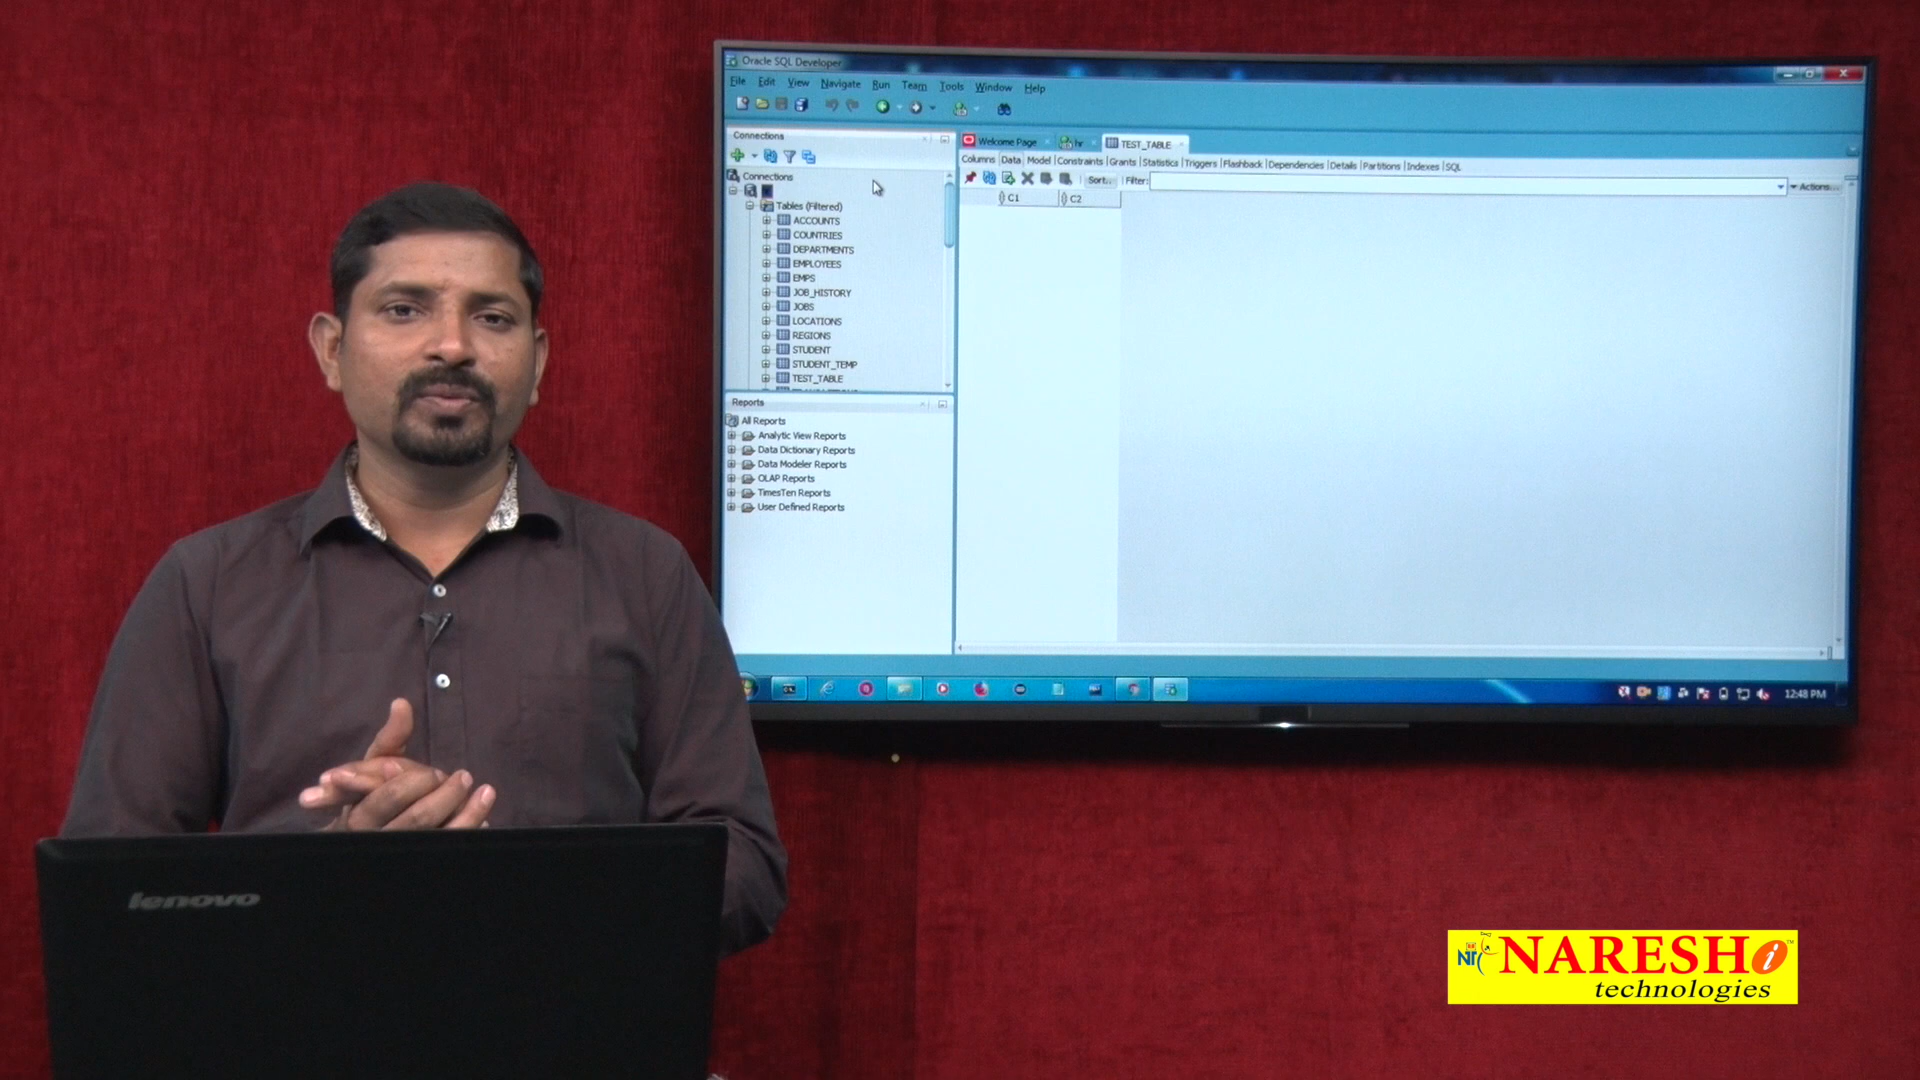 Oracle SQL Developer
File Edit View Navigate Run Team Tools Window Help
Connections
Connections
Tables (Filtered)
ACCOUNTS
COUNTRIES
DEPARTMENTS
EMPLOYEES
EMPS
JOB_HISTORY
JOBS
LOCATIONS
REGIONS
STUDENT
STUDENT_TEMP
TEST_TABLE
Reports
All Reports
Analytic View Reports
Data Dictionary Reports
Data Modeler Reports
OLAP Reports
TimesTen Reports
User Defined Reports
Welcome Page hr TEST_TABLE
Columns Data Model Constraints Grants Statistics Triggers Flashback Dependencies Details Partitions Indexes SQL
Sort.. Filter: Actions...
C1 C2
12:48 PM
lenovo
NARESH i
technologies